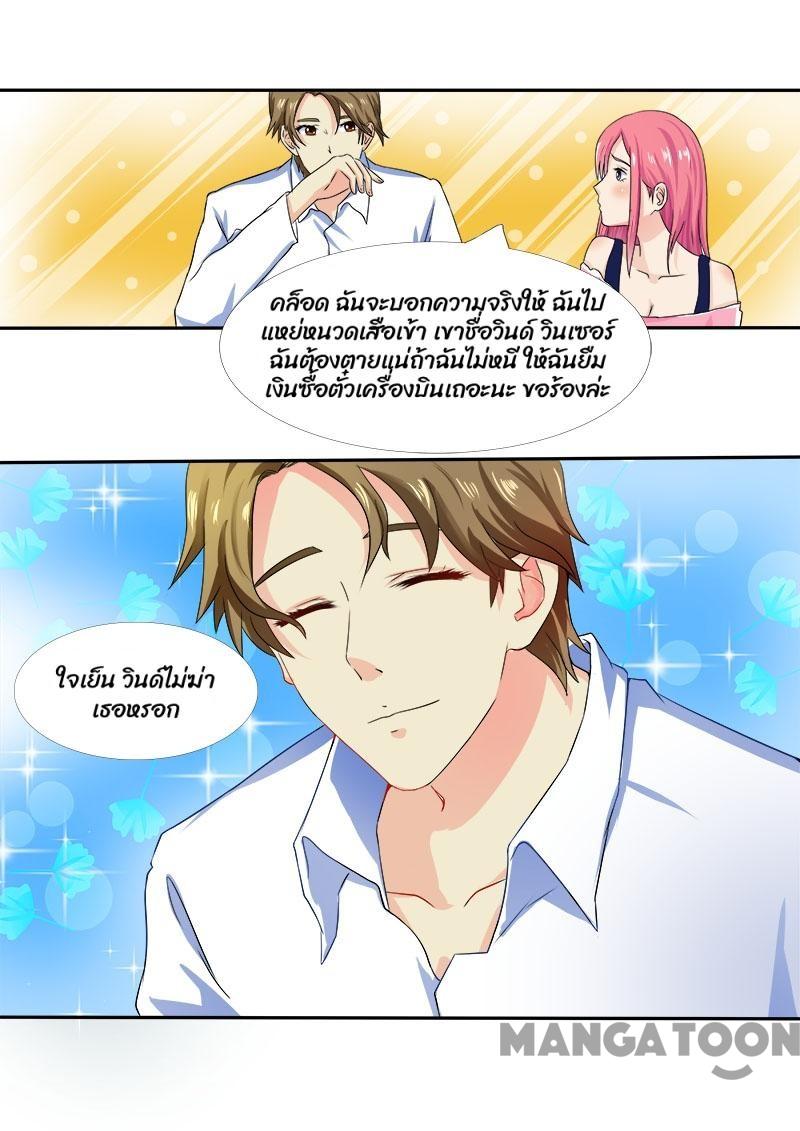 คล็อด ฉันจะบอกความจริงให้ ฉันไป
แหย่หนวดเสือเข้า เขาชื่อวินด์ วินเซอร์
ฉันต้องตายแน่ถ้าฉันไม่หนี ให้ฉันยืม
เงินซื้อตั๋วเครื่องบินเถอะนะ ขอร้องล่ะ
ใจเย็น วินด์ไม่ฆ่า
เธอหรอก
MANGATOON